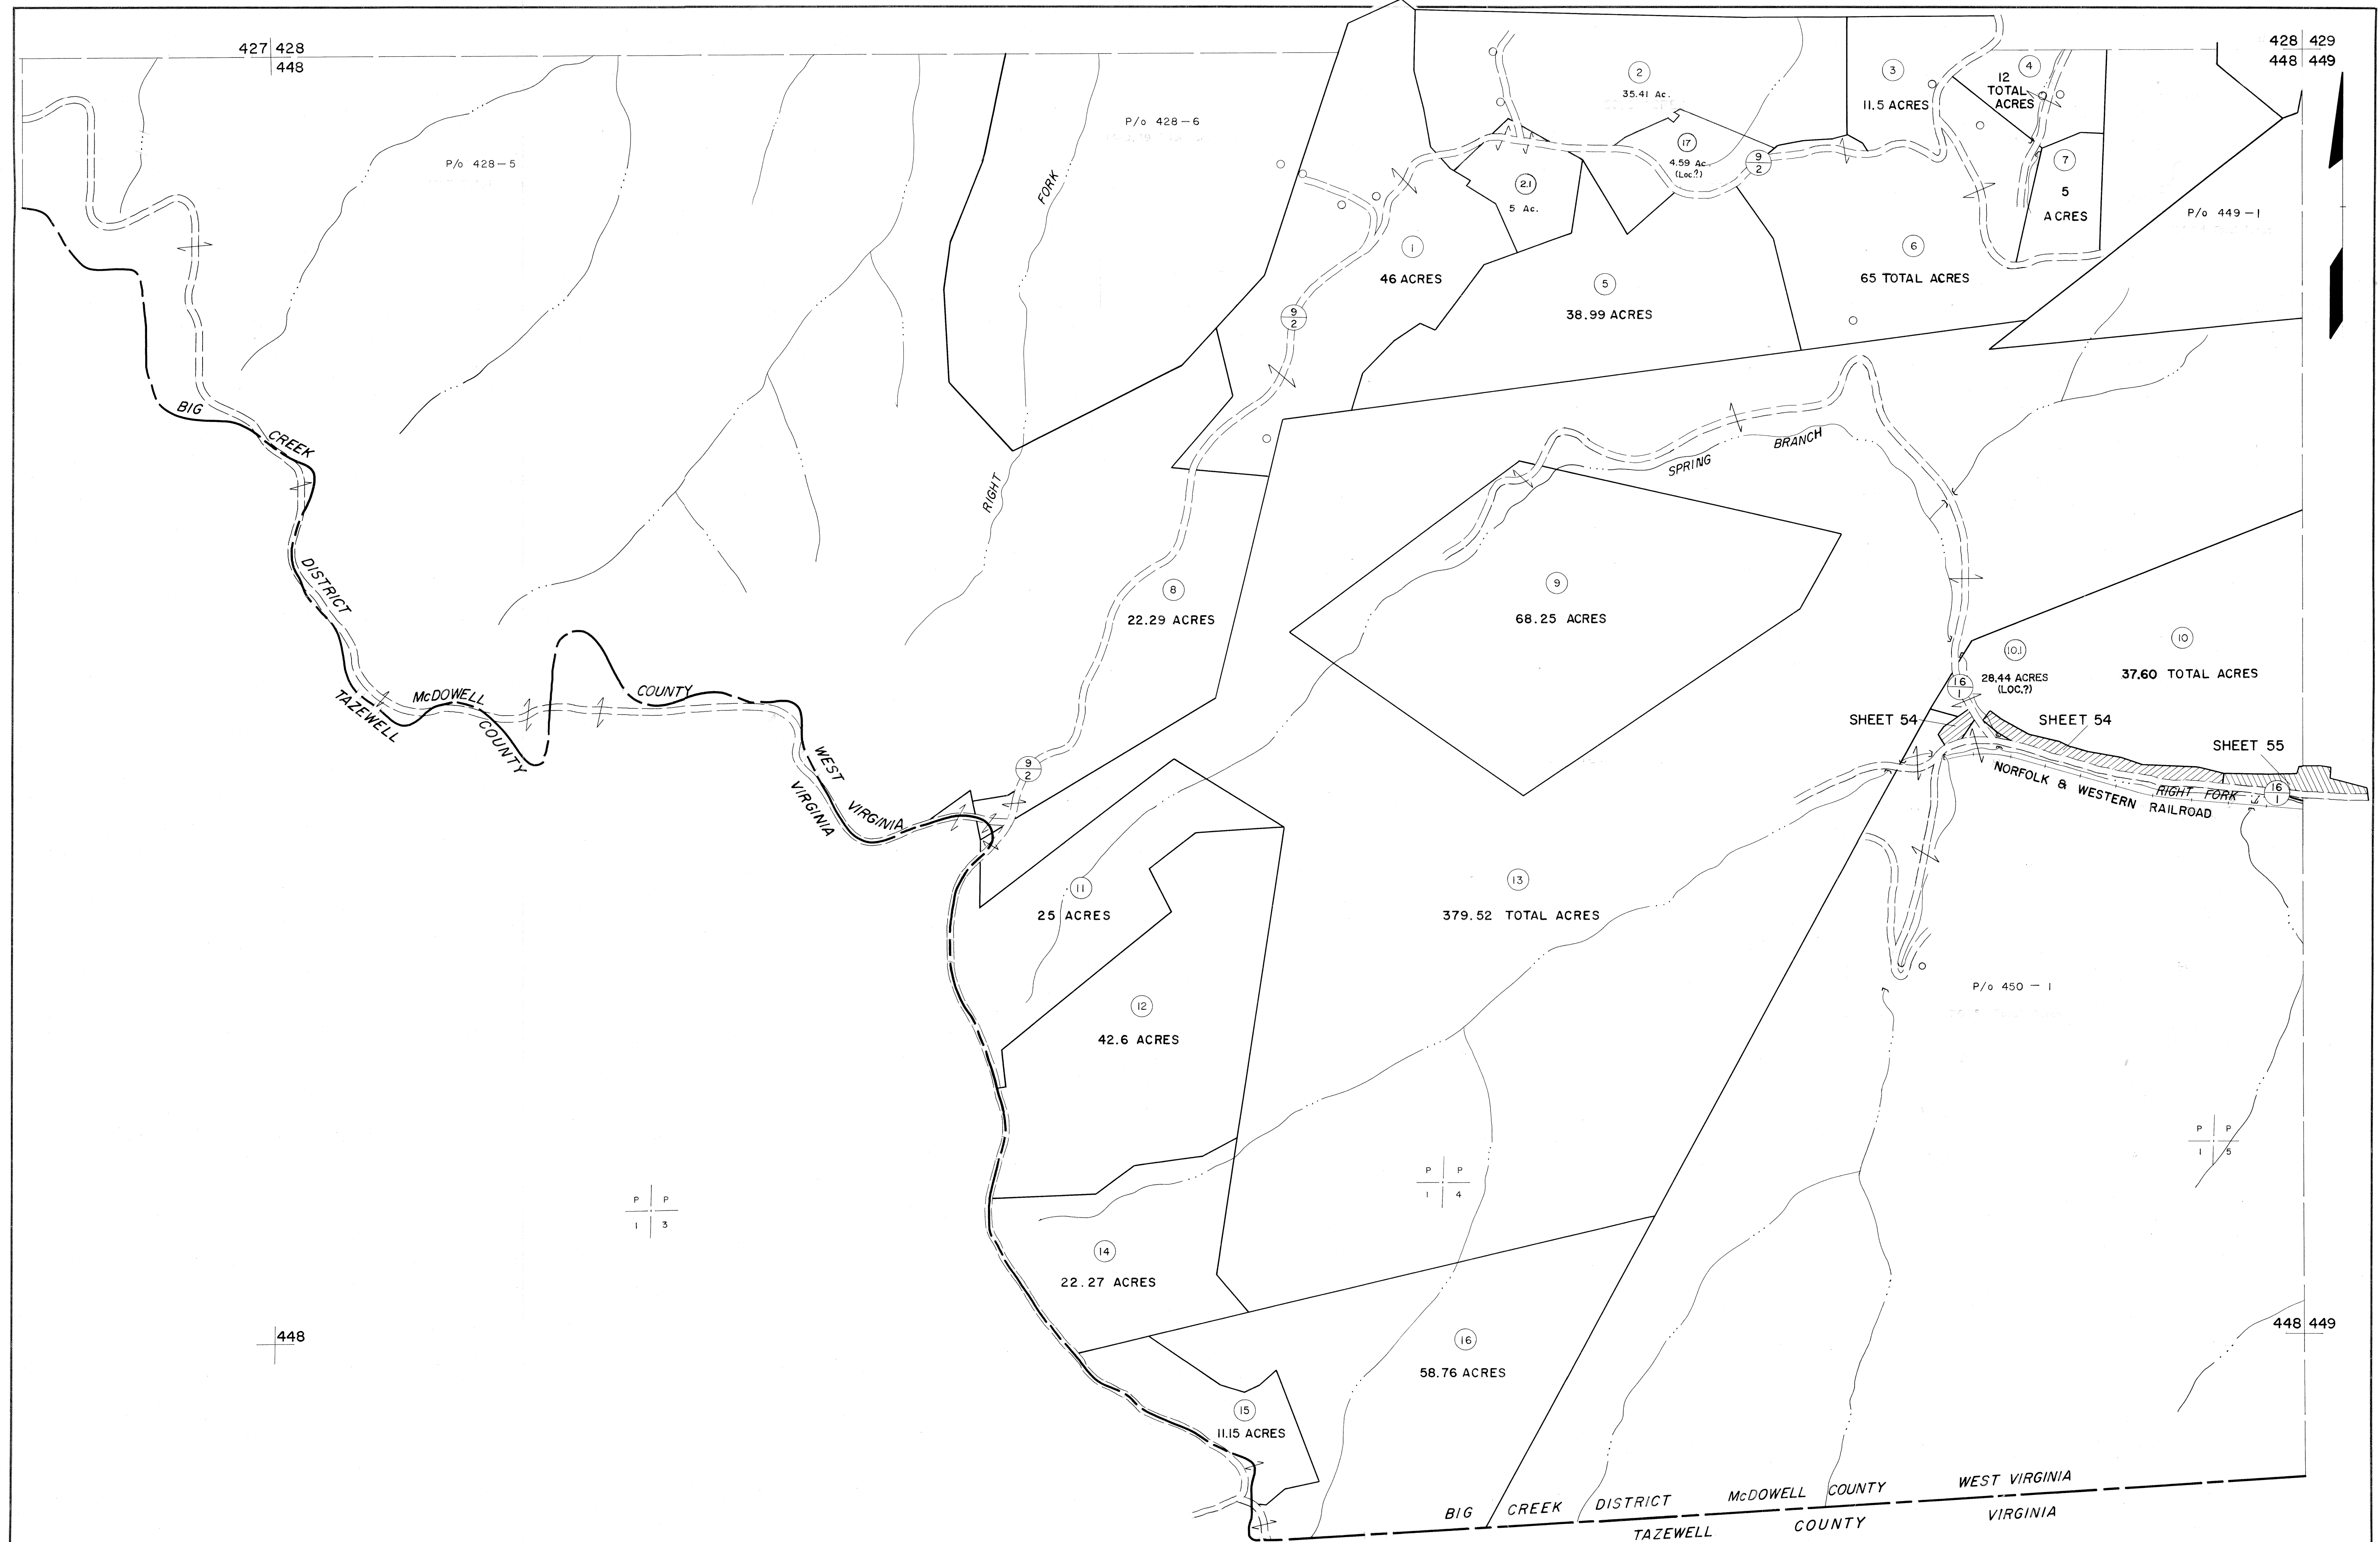 427 428
448
428 429
448 449
P/o 428-5
P/o 428-6
2
35.41 Ac.
3
11.5 ACRES
4
12
TOTAL
ACRES
17
4.59 Ac.
(Loc.?)
9
2
7
5
ACRES
2.1
5 Ac.
P/o 449-1
FORK
1
46 ACRES
6
65 TOTAL ACRES
5
38.99 ACRES
9
2
BIG
CREEK
DISTRICT
RIGHT
SPRING BRANCH
8
22.29 ACRES
9
68.25 ACRES
10.1
28.44 ACRES
(LOC.?)
10
37.60 TOTAL ACRES
16
1
McDOWELL COUNTY
TAZEWELL COUNTY
WEST VIRGINIA
VIRGINIA
SHEET 54
SHEET 54
SHEET 55
9
2
NORFOLK & WESTERN RAILROAD
RIGHT FORK
16
1
11
25 ACRES
13
379.52 TOTAL ACRES
P/o 450 - 1
12
42.6 ACRES
P P
1 5
P P
1 4
P P
1 3
14
22.27 ACRES
448
448 449
16
58.76 ACRES
15
11.15 ACRES
BIG CREEK DISTRICT McDOWELL COUNTY WEST VIRGINIA
TAZEWELL COUNTY VIRGINIA